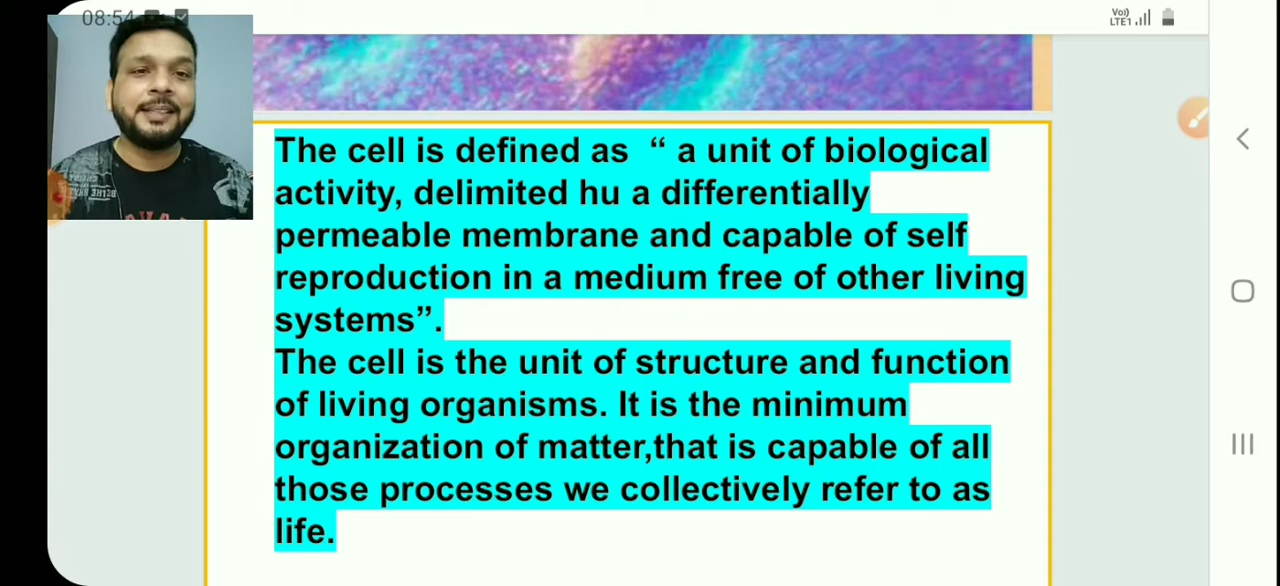 08:54
Vo))
LTE1
The cell is defined as “ a unit of biological
activity, delimited hu a differentially
permeable membrane and capable of self
reproduction in a medium free of other living
systems”.
The cell is the unit of structure and function
of living organisms. It is the minimum
organization of matter,that is capable of all
those processes we collectively refer to as
life.